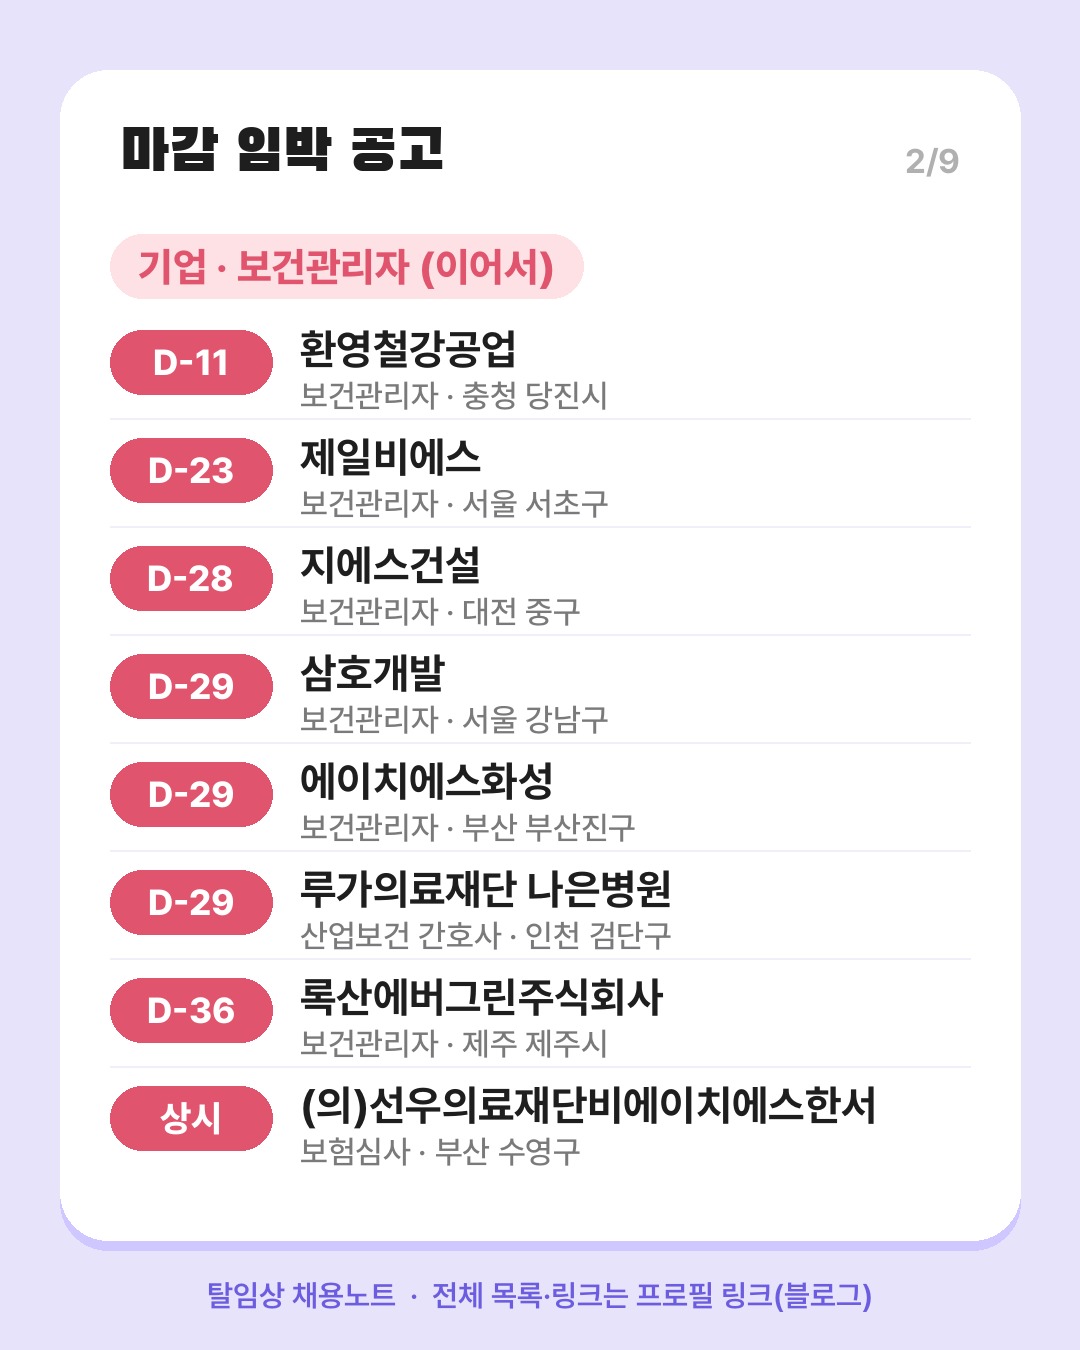 마감 임박 공고
2/9
기업 · 보건관리자 (이어서)
D-11
환영철강공업
보건관리자 · 충청 당진시
D-23
제일비에스
보건관리자 · 서울 서초구
D-28
지에스건설
보건관리자 · 대전 중구
D-29
삼호개발
보건관리자 · 서울 강남구
D-29
에이치에스화성
보건관리자 · 부산 부산진구
D-29
루가의료재단 나은병원
산업보건 간호사 · 인천 검단구
D-36
록산에버그린주식회사
보건관리자 · 제주 제주시
상시
(의)선우의료재단비에이치에스한서
보험심사 · 부산 수영구
탈임상 채용노트 · 전체 목록·링크는 프로필 링크(블로그)